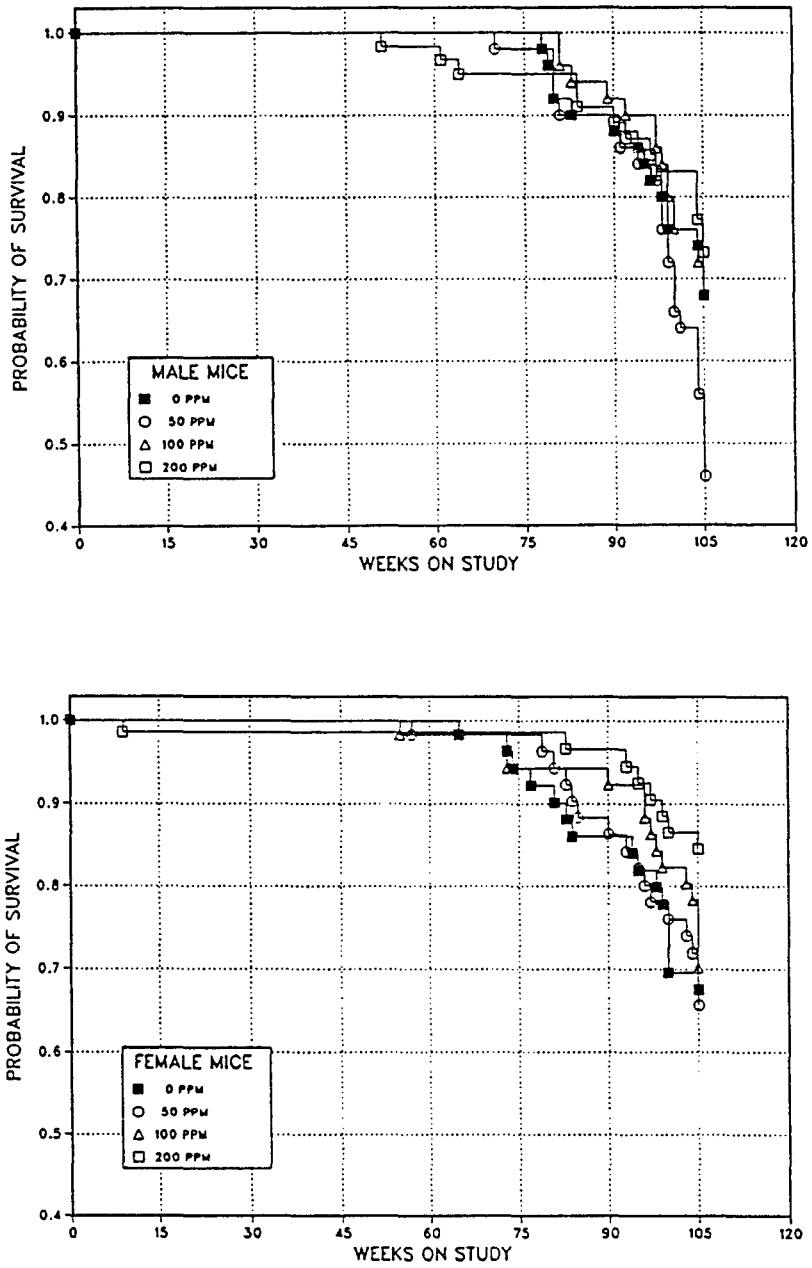 PROBABILITY OF SURVIVAL
1.0
0.9
0.8
0.7
0.6
0.5
0.4
MALE MICE
0 PPM
50 PPM
100 PPM
200 PPM
0 15 30 45 60 75 90 105 120
WEEKS ON STUDY
PROBABILITY OF SURVIVAL
1.0
0.9
0.8
0.7
0.6
0.5
0.4
FEMALE MICE
0 PPM
50 PPM
100 PPM
200 PPM
0 15 30 45 60 74 90 105 120
WEEKS ON STUDY